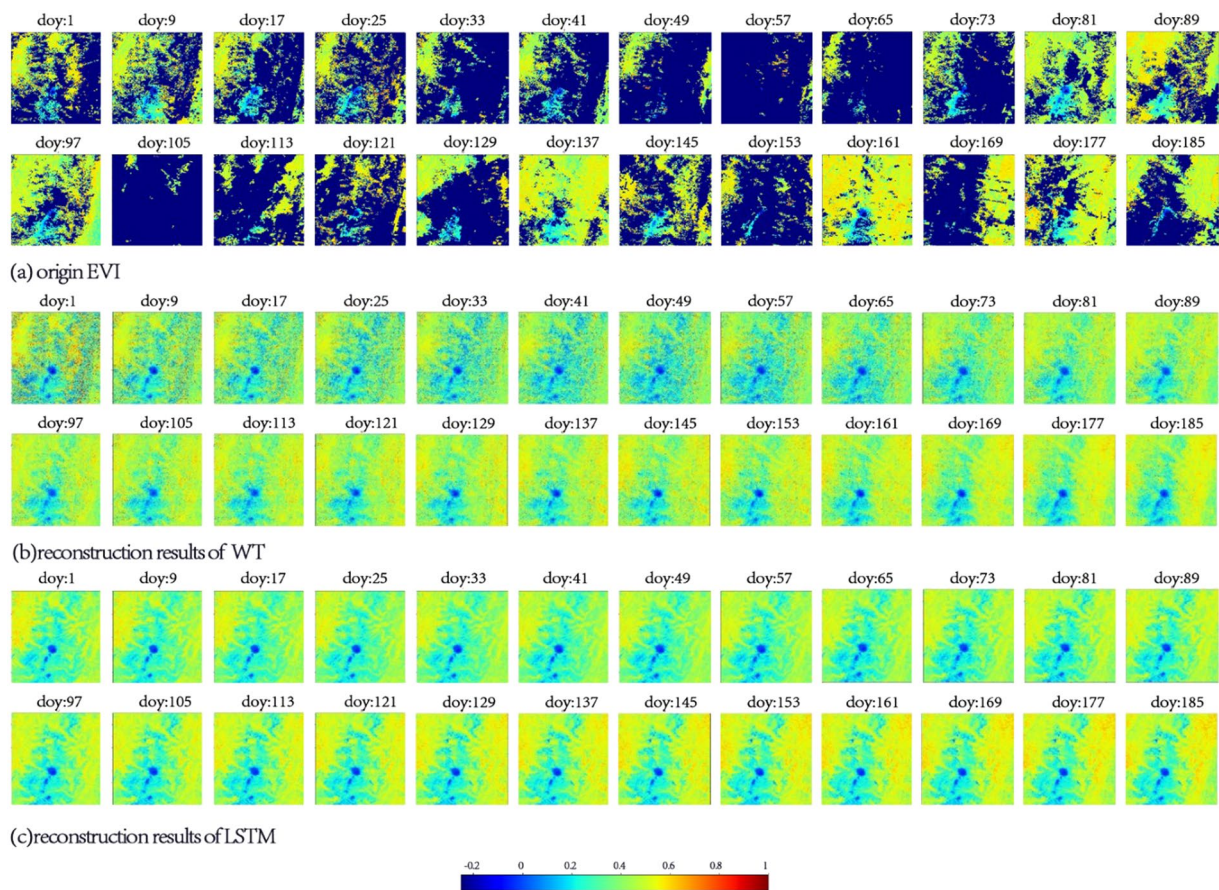 doy:1 doy:9 doy:17 doy:25 doy:33 doy:41 doy:49 doy:57 doy:65 doy:73 doy:81 doy:89
doy:97 doy:105 doy:113 doy:121 doy:129 doy:137 doy:145 doy:153 doy:161 doy:169 doy:177 doy:185
(a) origin EVI
doy:1 doy:9 doy:17 doy:25 doy:33 doy:41 doy:49 doy:57 doy:65 doy:73 doy:81 doy:89
doy:97 doy:105 doy:113 doy:121 doy:129 doy:137 doy:145 doy:153 doy:161 doy:169 doy:177 doy:185
(b)reconstruction results of WT
doy:1 doy:9 doy:17 doy:25 doy:33 doy:41 doy:49 doy:57 doy:65 doy:73 doy:81 doy:89
doy:97 doy:105 doy:113 doy:121 doy:129 doy:137 doy:145 doy:153 doy:161 doy:169 doy:177 doy:185
(c)reconstruction results of LSTM
-0.2 0 0.2 0.4 0.6 0.8 1